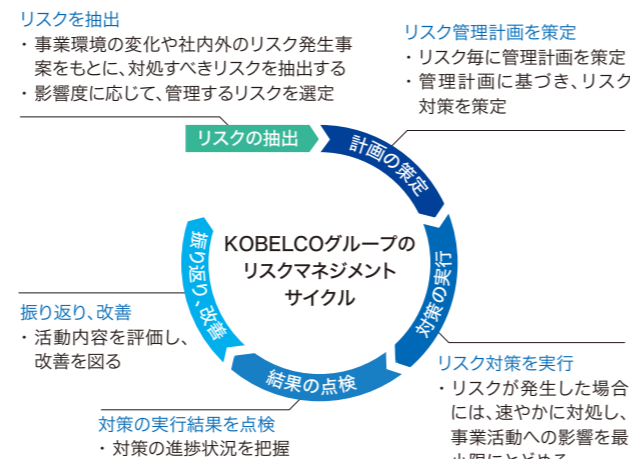 リスクを抽出
・事業環境の変化や社内外のリスク発生事
案をもとに、対処すべきリスクを抽出する
・影響度に応じて、管理するリスクを選定
リスク管理計画を策定
・リスク毎に管理計画を策定
・管理計画に基づき、リスク
対策を策定
リスクの抽出
計画の策定
対策の実行
結果の点検
振り返り、改善
KOBELCOグループの
リスクマネジメント
サイクル
振り返り、改善
・活動内容を評価し、
改善を図る
リスク対策を実行
・リスクが発生した場合
には、速やかに対処し、
事業活動への影響を最
小限にとどめる
対策の実行結果を点検
・対策の進捗状況を把握